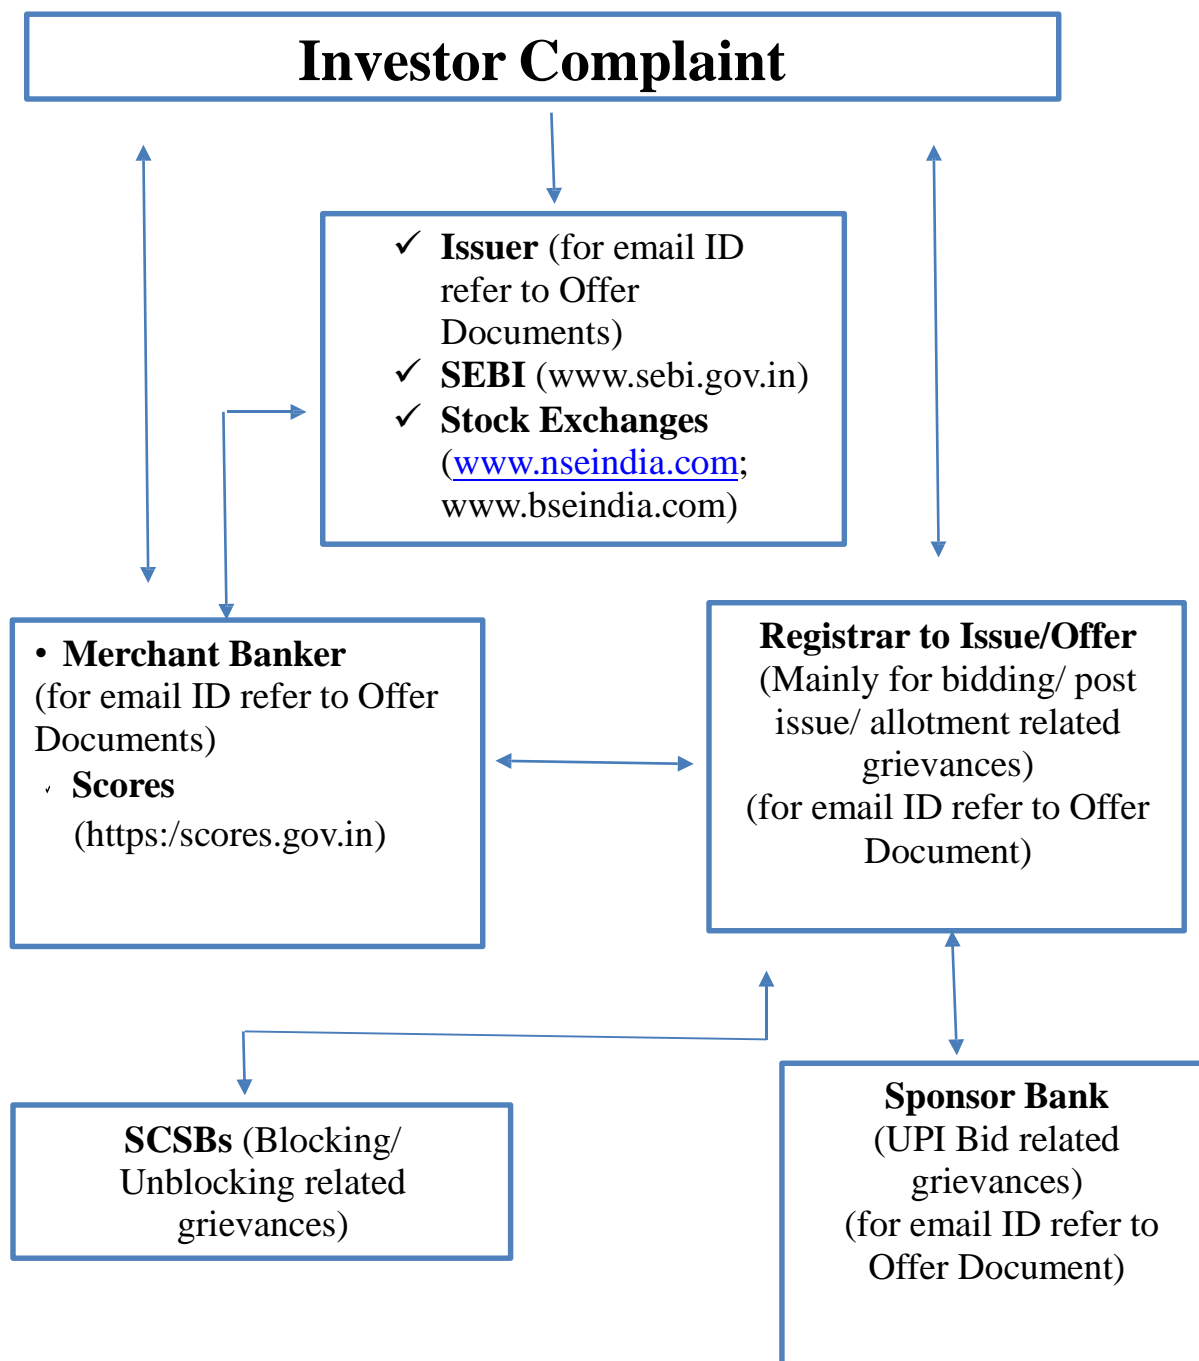 Investor Complaint
✓ Issuer (for email ID
refer to Offer
Documents)
✓ SEBI (www.sebi.gov.in)
✓ Stock Exchanges
(www.nseindia.com;
www.bseindia.com)
• Merchant Banker
(for email ID refer to Offer
Documents)
✓ Scores
(https:/scores.gov.in)
Registrar to Issue/Offer
(Mainly for bidding/ post
issue/ allotment related
grievances)
(for email ID refer to Offer
Document)
SCSBs (Blocking/
Unblocking related
grievances)
Sponsor Bank
(UPI Bid related
grievances)
(for email ID refer to
Offer Document)